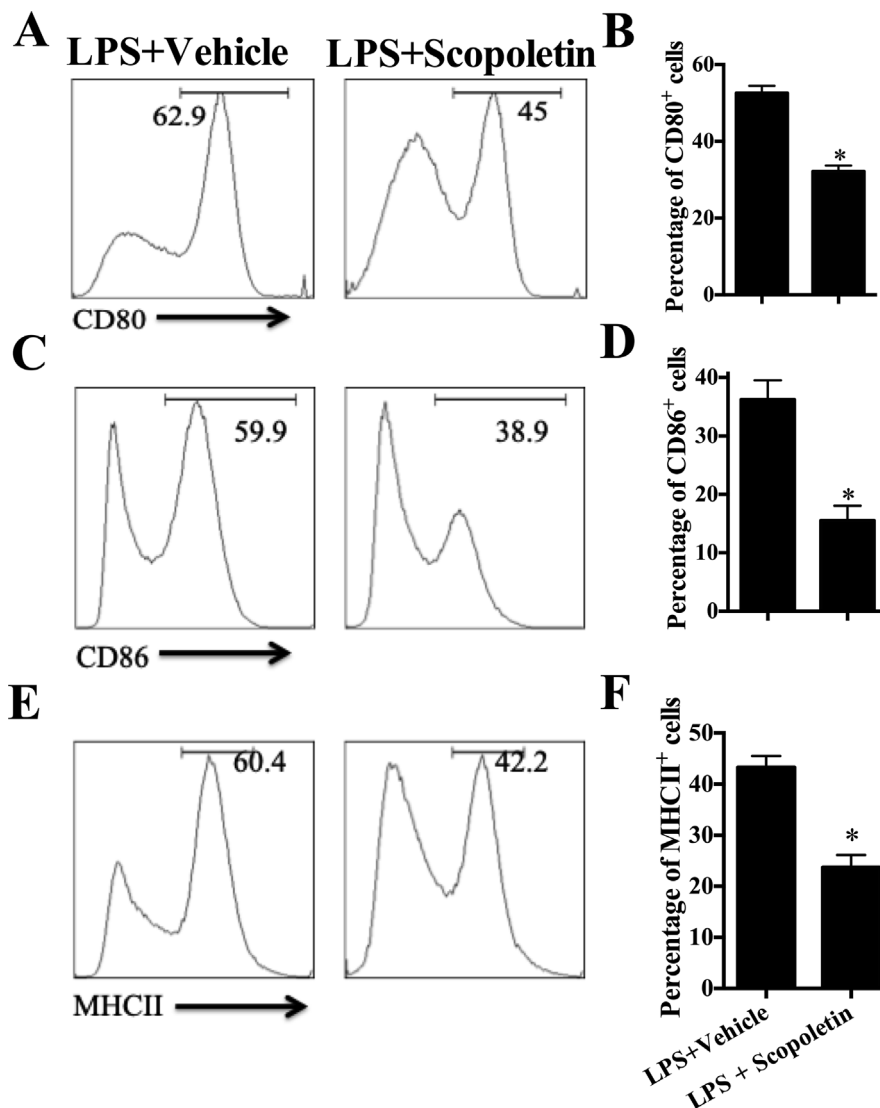 A
LPS+Vehicle
LPS+Scopoletin
B
62.9
45
CD80
Percentage of CD80+ cells
60
40
20
0
*
C
D
59.9
38.9
CD86
Percentage of CD86+ cells
40
30
20
10
0
*
E
F
60.4
42.2
MHCII
Percentage of MHCII+ cells
50
40
30
20
10
0
*
LPS+Vehicle
LPS + Scopoletin